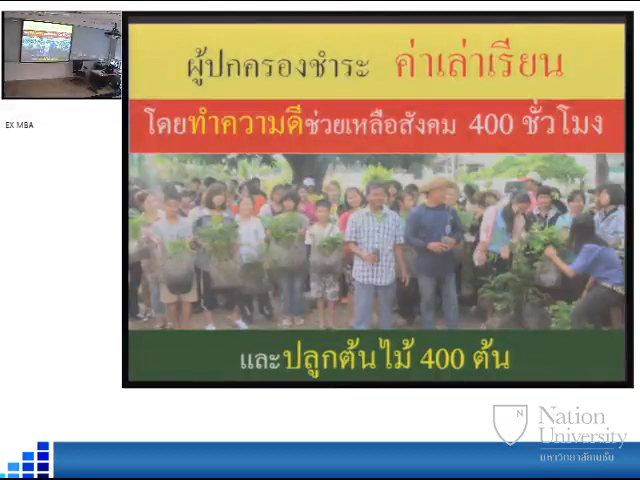 EX MBA
ผู้ปกครองชำระ ค่าเล่าเรียน
โดยทำความดีช่วยเหลือสังคม 400 ชั่วโมง
และปลูกต้นไม้ 400 ต้น
N
Nation
University
มหาวิทยาลัยเนชั่น